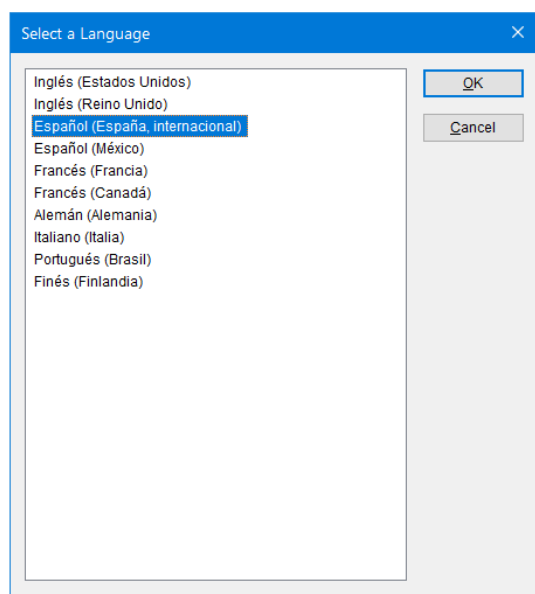 Select a Language
Inglés (Estados Unidos)
Inglés (Reino Unido)
Español (España, internacional)
Español (México)
Francés (Francia)
Francés (Canadá)
Alemán (Alemania)
Italiano (Italia)
Portugués (Brasil)
Finés (Finlandia)
OK
Cancel